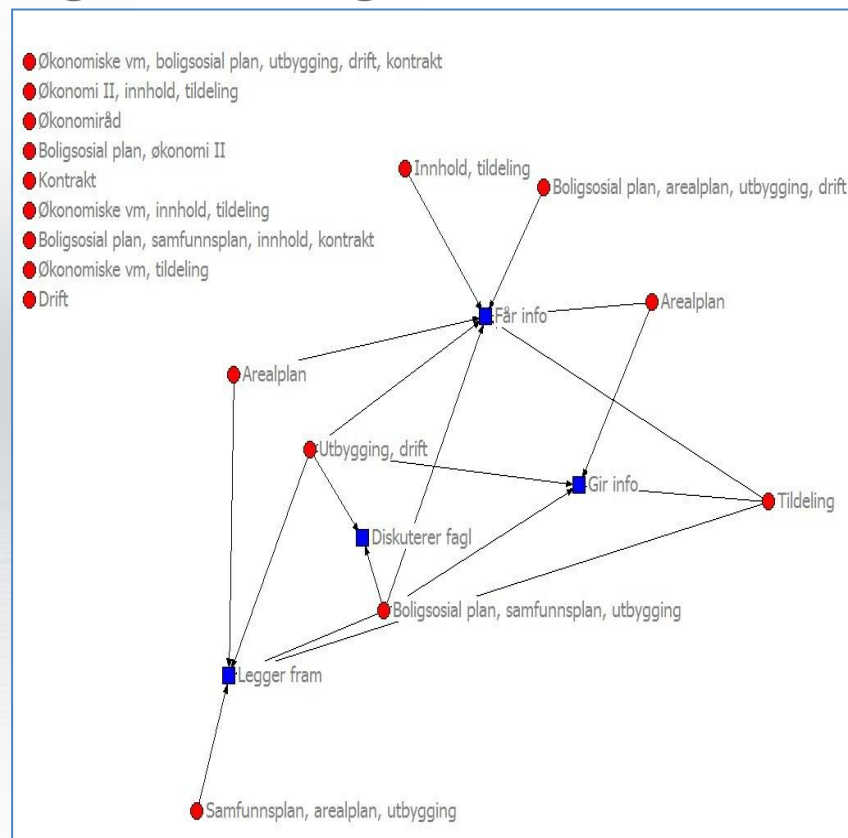 Økonomiske vm, boligsosial plan, utbygging, drift, kontrakt
Økonomi II, innhold, tildeling
Økonomiråd
Boligsosial plan, økonomi II
Kontrakt
Økonomiske vm, innhold, tildeling
Boligsosial plan, samfunnsplan, innhold, kontrakt
Økonomiske vm, tildeling
Drift
Innhold, tildeling
Boligsosial plan, arealplan, utbygging, drift
Arealplan
Får info
Arealplan
Utbygging, drift
Gir info
Tildeling
Diskuterer fagl
Boligsosial plan, samfunnsplan, utbygging
Legger fram
Samfunnsplan, arealplan, utbygging